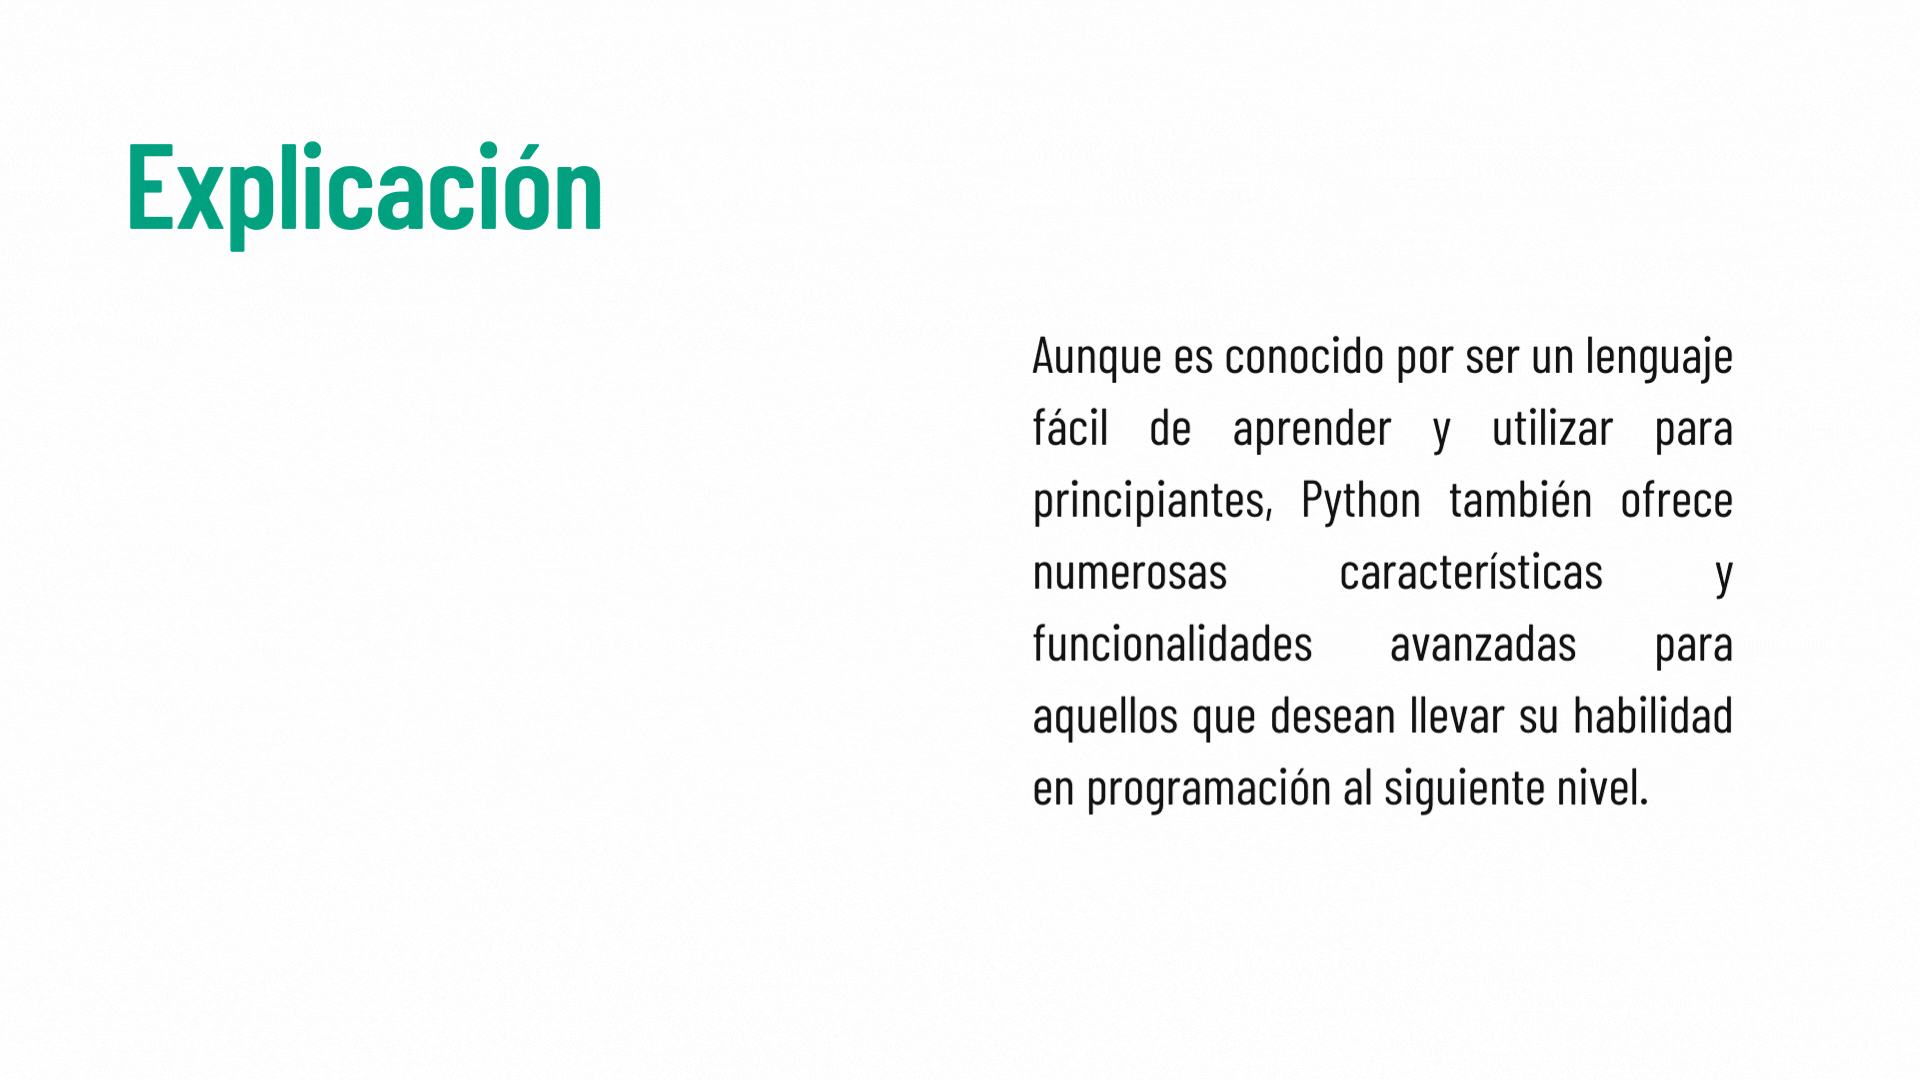 Explicación
Aunque es conocido por ser un lenguaje
fácil de aprender y utilizar para
principiantes, Python también ofrece
numerosas características y
funcionalidades avanzadas para
aquellos que desean llevar su habilidad
en programación al siguiente nivel.